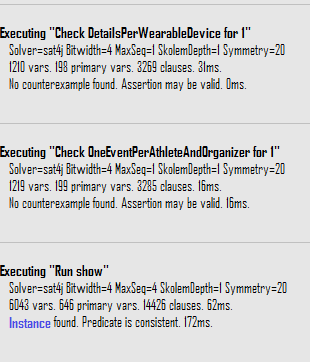 Executing "Check DetailsPerWearableDevice for 1"
Solver=sat4j Bitwidth=4 MaxSeq=1 SkolemDepth=1 Symmetry=20
1210 vars. 198 primary vars. 3269 clauses. 31ms.
No counterexample found. Assertion may be valid. 0ms.
Executing "Check OneEventPerAthleteAndOrganizer for 1"
Solver=sat4j Bitwidth=4 MaxSeq=1 SkolemDepth=1 Symmetry=20
1219 vars. 199 primary vars. 3285 clauses. 16ms.
No counterexample found. Assertion may be valid. 16ms.
Executing "Run show"
Solver=sat4j Bitwidth=4 MaxSeq=4 SkolemDepth=1 Symmetry=20
6043 vars. 646 primary vars. 14426 clauses. 62ms.
Instance found. Predicate is consistent. 172ms.